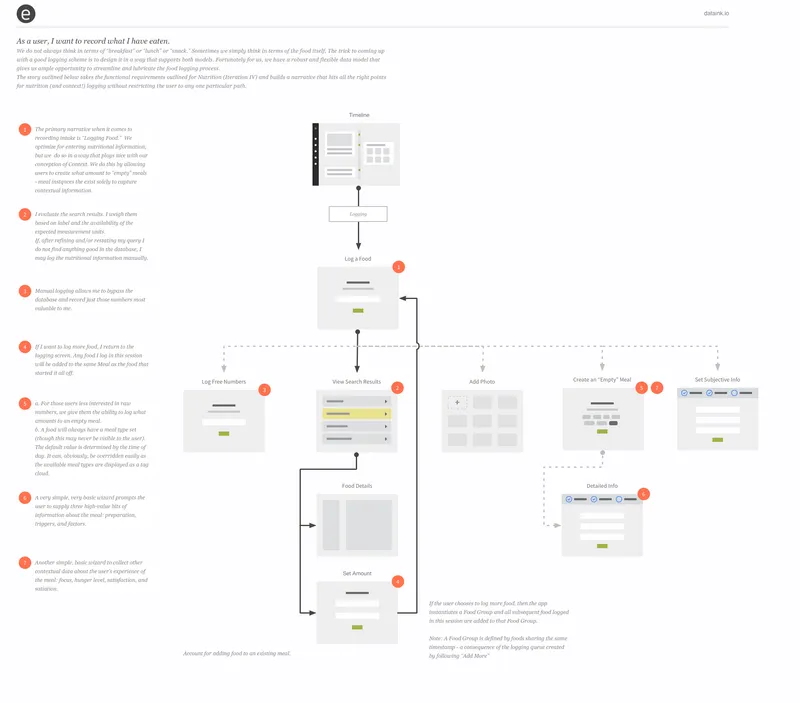 e
dataink.io
As a user, I want to record what I have eaten.
We do not always think in terms of "breakfast" or "lunch" or "snack." Sometimes we simply think in terms of the food itself. The trick to coming up
with a good logging scheme is to design it in a way that supports both models. Fortunately for us, we have a robust and flexible data model that
gives us ample opportunity to streamline and lubricate the food logging process.
The story outlined below takes the functional requirements outlined for Nutrition (Iteration IV) and builds a narrative that hits all the right points
for nutrition (and context!) logging without restricting the user to any one particular path.
1
The primary narrative when it comes to
recording intake is "Logging Food." We
optimize for entering nutritional information,
but we do so in a way that plays nice with our
conception of Context. We do this by allowing
users to create what amount to "empty" meals
- meal instances the exist solely to capture
contextual information
2
I evaluate the search results. I weigh them
based on label and the availability of the
expected measurement units.
If, after refining and/or restating my query I
do not find anything good in the database, I
may log the nutritional information manually.
3
Manual logging allows me to bypass the
database and record just those numbers most
valuable to me.
4
If I want to log more food, I return to the
logging screen. Any food I log in this session
will be added to the same Meal as the food that
started it all off.
5
a. For those users less interested in raw
numbers, we give them the ability to log what
amounts to an empty meal.
b. A food will always have a meal type set
(though this may never be visible to the user).
The default value is determined by the time of
day. It can, obviously, be overridden easily as
the available meal types are displayed as a tag
cloud.
6
A very simple, very basic wizard prompts the
user to supply three high-value bits of
information about the meal: preparation,
triggers, and factors.
7
Another simple, basic wizard to collect other
contextual data about the user's experience of
the meal: focus, hunger level, satisfaction, and
satiation.
Timeline
Log a Food
1
Log Free Numbers
3
View Search Results
2
Add Photo
+
Create an "Empty" Meal
5
7
Set Subjective Info
Food Details
Detailed Info
6
Set Amount
4
If the user chooses to log more food, then the app
instantiates a Food Group and all subsequent food logged
in this session are added to that Food Group.
Note: A Food Group is defined by foods sharing the same
timestamp - a consequence of the logging queue created
by following "Add More"
Account for adding food to an existing meal.